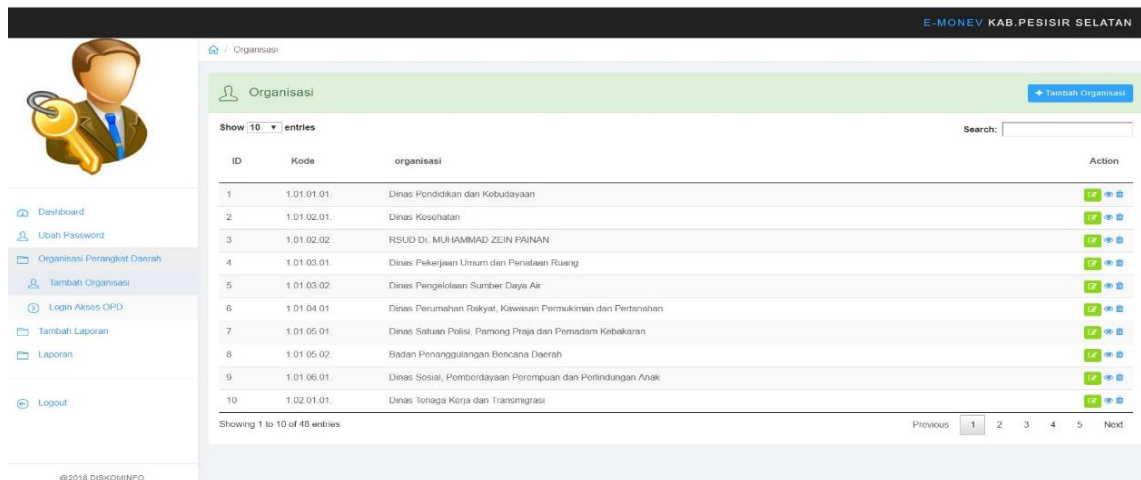 E-MONEV KAB.PESISIR SELATAN
/ Organisasi
Organisasi
+ Tambah Organisasi
Show 10 entries
Search:
ID Kode organisasi Action
1 1.01.01.01. Dinas Pendidikan dan Kebudayaan
2 1.01.02.01. Dinas Kesehatan
3 1.01.02.02 RSUD Dr. MUHAMMAD ZEIN PAINAN
4 1.01.03.01. Dinas Pekerjaan Umum dan Penataan Ruang
5 1.01.03.02. Dinas Pengelolaan Sumber Daya Air
6 1.01.04.01. Dinas Perumahan Rakyat, Kawasan Permukiman dan Pertanahan
7 1.01.05.01. Dinas Satuan Polisi, Pamong Praja dan Pemadam Kebakaran
8 1.01.05.02. Badan Penanggulangan Bencana Daerah
9 1.01.06.01. Dinas Sosial, Pemberdayaan Perempuan dan Perlindungan Anak
10 1.02.01.01. Dinas Tenaga Kerja dan Transmigrasi
Showing 1 to 10 of 48 entries
Previous 1 2 3 4 5 Next
Dashboard
Ubah Password
Organisasi Perangkat Daerah
Tambah Organisasi
Login Akses OPD
Tambah Laporan
Laporan
Logout
@2018 DISKOMINFO